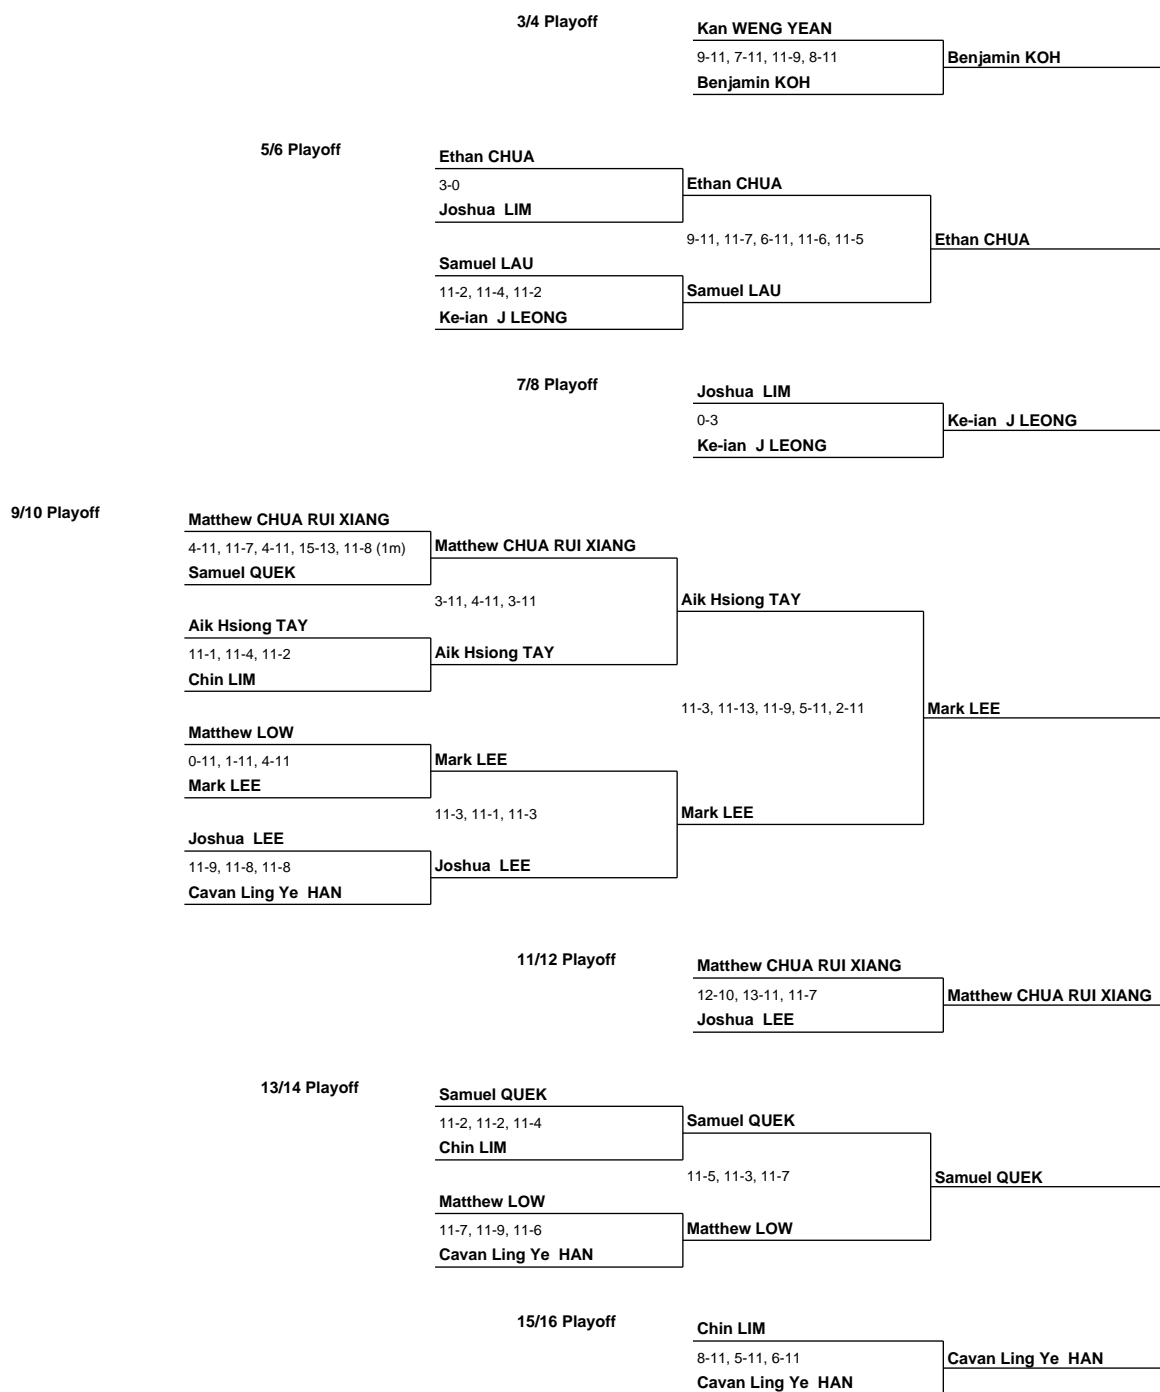 3/4 Playoff
Kan WENG YEAN
9-11, 7-11, 11-9, 8-11
Benjamin KOH
Benjamin KOH
5/6 Playoff
Ethan CHUA
3-0
Ethan CHUA
Joshua LIM
9-11, 11-7, 6-11, 11-6, 11-5
Ethan CHUA
Samuel LAU
11-2, 11-4, 11-2
Samuel LAU
Ke-ian J LEONG
7/8 Playoff
Joshua LIM
0-3
Ke-ian J LEONG
Ke-ian J LEONG
9/10 Playoff
Matthew CHUA RUI XIANG
4-11, 11-7, 4-11, 15-13, 11-8 (1m)
Matthew CHUA RUI XIANG
Samuel QUEK
3-11, 4-11, 3-11
Aik Hsiong TAY
Aik Hsiong TAY
11-1, 11-4, 11-2
Aik Hsiong TAY
Chin LIM
11-3, 11-13, 11-9, 5-11, 2-11
Mark LEE
Matthew LOW
0-11, 1-11, 4-11
Mark LEE
Mark LEE
11-3, 11-1, 11-3
Mark LEE
Joshua LEE
11-9, 11-8, 11-8
Joshua LEE
Cavan Ling Ye HAN
11/12 Playoff
Matthew CHUA RUI XIANG
12-10, 13-11, 11-7
Matthew CHUA RUI XIANG
Joshua LEE
13/14 Playoff
Samuel QUEK
11-2, 11-2, 11-4
Samuel QUEK
Chin LIM
11-5, 11-3, 11-7
Samuel QUEK
Matthew LOW
11-7, 11-9, 11-6
Matthew LOW
Cavan Ling Ye HAN
15/16 Playoff
Chin LIM
8-11, 5-11, 6-11
Cavan Ling Ye HAN
Cavan Ling Ye HAN